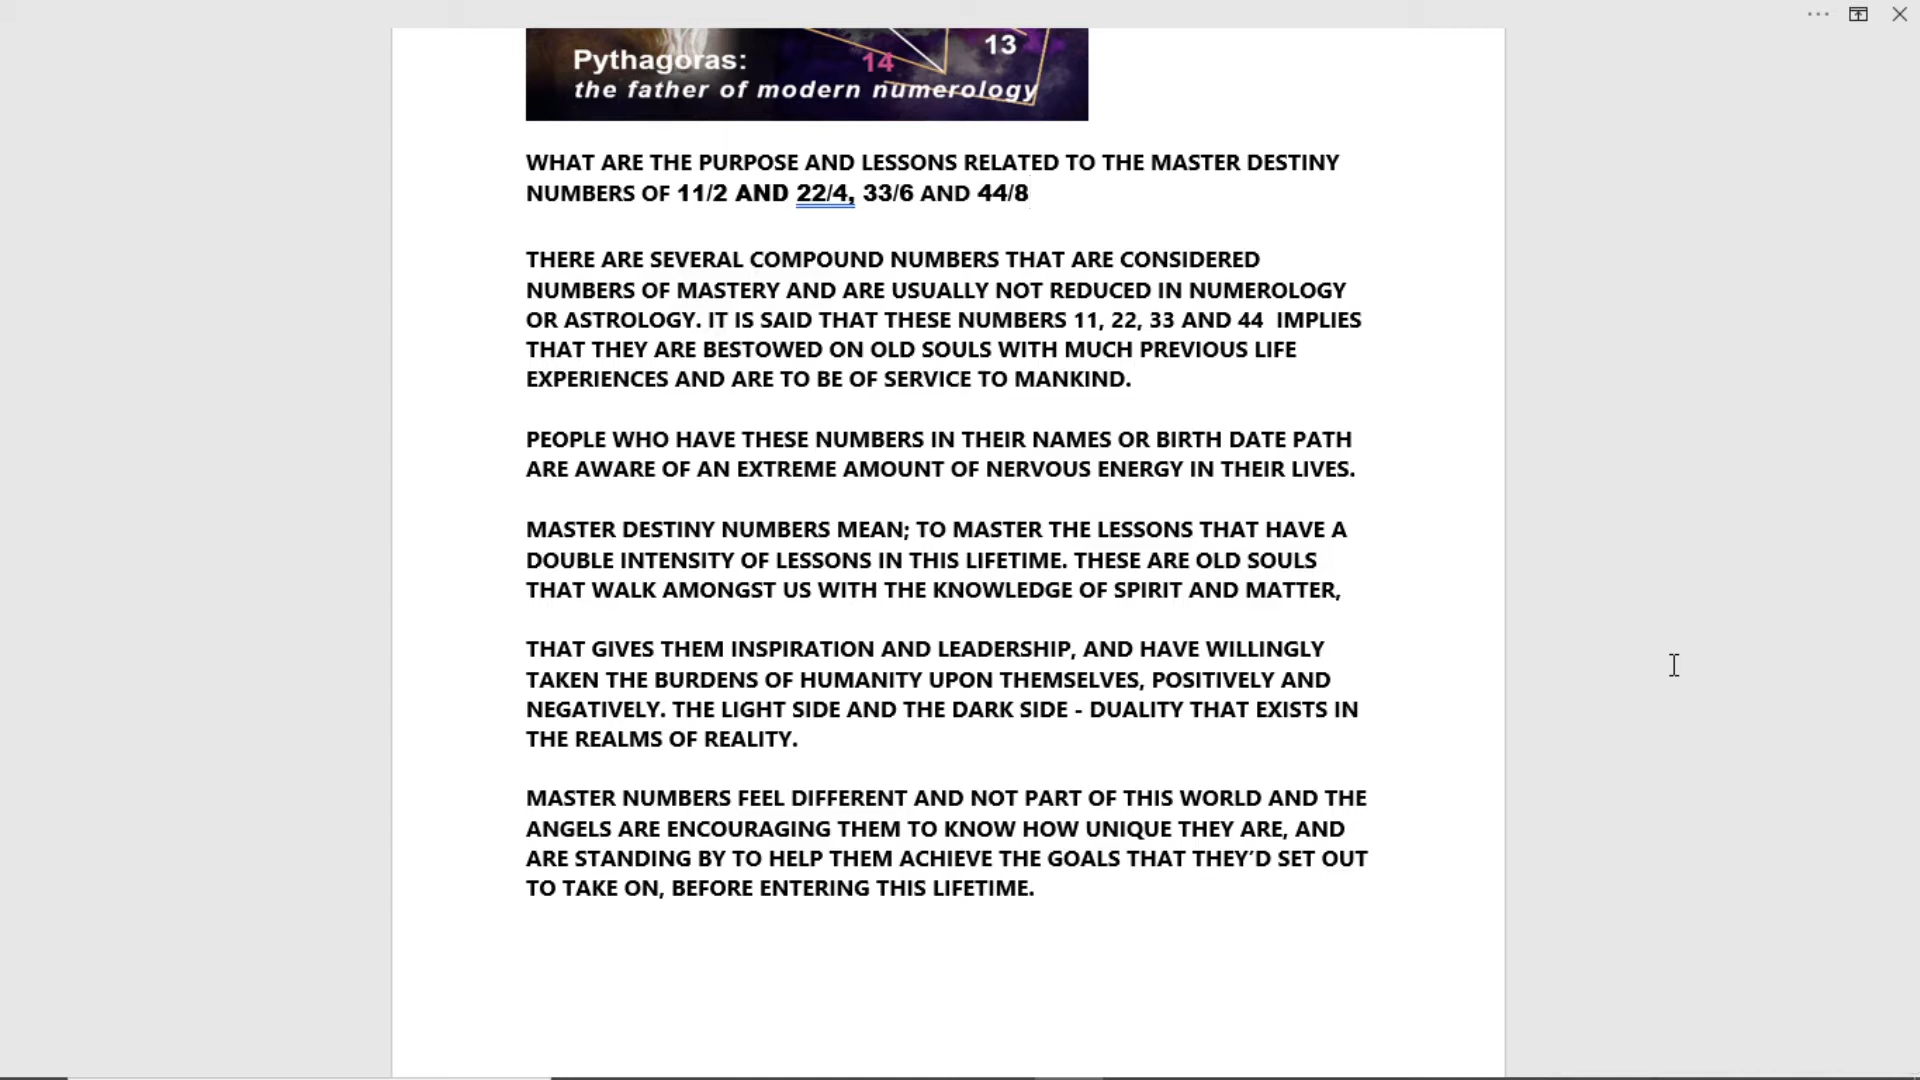 Pythagoras:
14
13
the father of modern numerology
WHAT ARE THE PURPOSE AND LESSONS RELATED TO THE MASTER DESTINY
NUMBERS OF 11/2 AND 22/4, 33/6 AND 44/8
THERE ARE SEVERAL COMPOUND NUMBERS THAT ARE CONSIDERED
NUMBERS OF MASTERY AND ARE USUALLY NOT REDUCED IN NUMEROLOGY
OR ASTROLOGY. IT IS SAID THAT THESE NUMBERS 11, 22, 33 AND 44  IMPLIES
THAT THEY ARE BESTOWED ON OLD SOULS WITH MUCH PREVIOUS LIFE
EXPERIENCES AND ARE TO BE OF SERVICE TO MANKIND.
PEOPLE WHO HAVE THESE NUMBERS IN THEIR NAMES OR BIRTH DATE PATH
ARE AWARE OF AN EXTREME AMOUNT OF NERVOUS ENERGY IN THEIR LIVES.
MASTER DESTINY NUMBERS MEAN; TO MASTER THE LESSONS THAT HAVE A
DOUBLE INTENSITY OF LESSONS IN THIS LIFETIME. THESE ARE OLD SOULS
THAT WALK AMONGST US WITH THE KNOWLEDGE OF SPIRIT AND MATTER,
THAT GIVES THEM INSPIRATION AND LEADERSHIP, AND HAVE WILLINGLY
TAKEN THE BURDENS OF HUMANITY UPON THEMSELVES, POSITIVELY AND
NEGATIVELY. THE LIGHT SIDE AND THE DARK SIDE - DUALITY THAT EXISTS IN
THE REALMS OF REALITY.
MASTER NUMBERS FEEL DIFFERENT AND NOT PART OF THIS WORLD AND THE
ANGELS ARE ENCOURAGING THEM TO KNOW HOW UNIQUE THEY ARE, AND
ARE STANDING BY TO HELP THEM ACHIEVE THE GOALS THAT THEY’D SET OUT
TO TAKE ON, BEFORE ENTERING THIS LIFETIME.